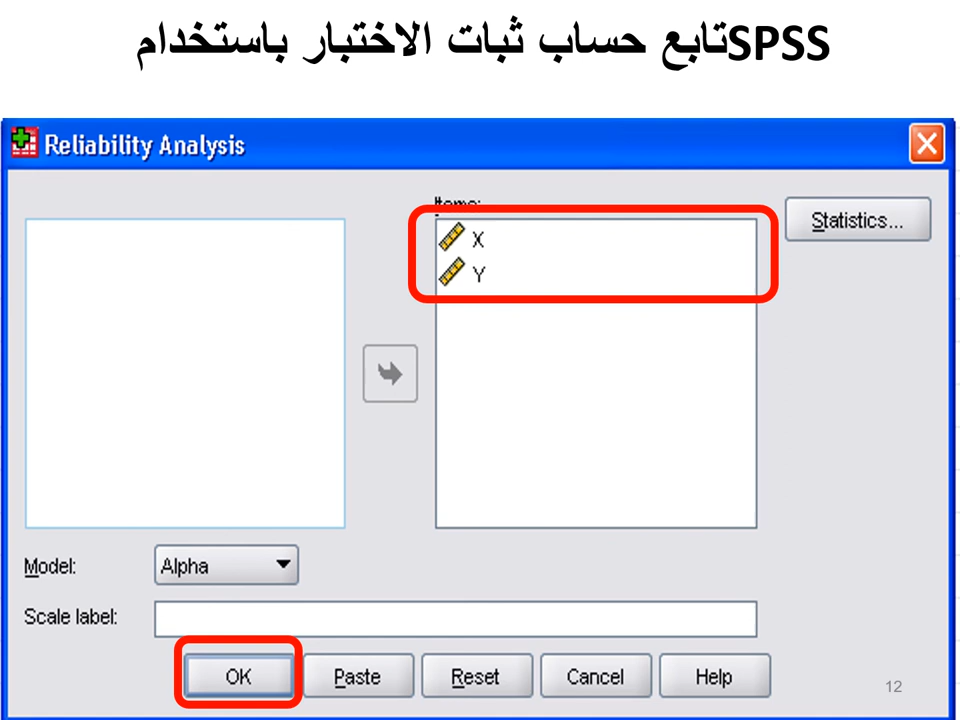 تابع حساب ثبات الاختبار باستخدام SPSS
Reliability Analysis
Items:
X
Y
Statistics...
Model:
Alpha
Scale label:
OK
Paste
Reset
Cancel
Help
12